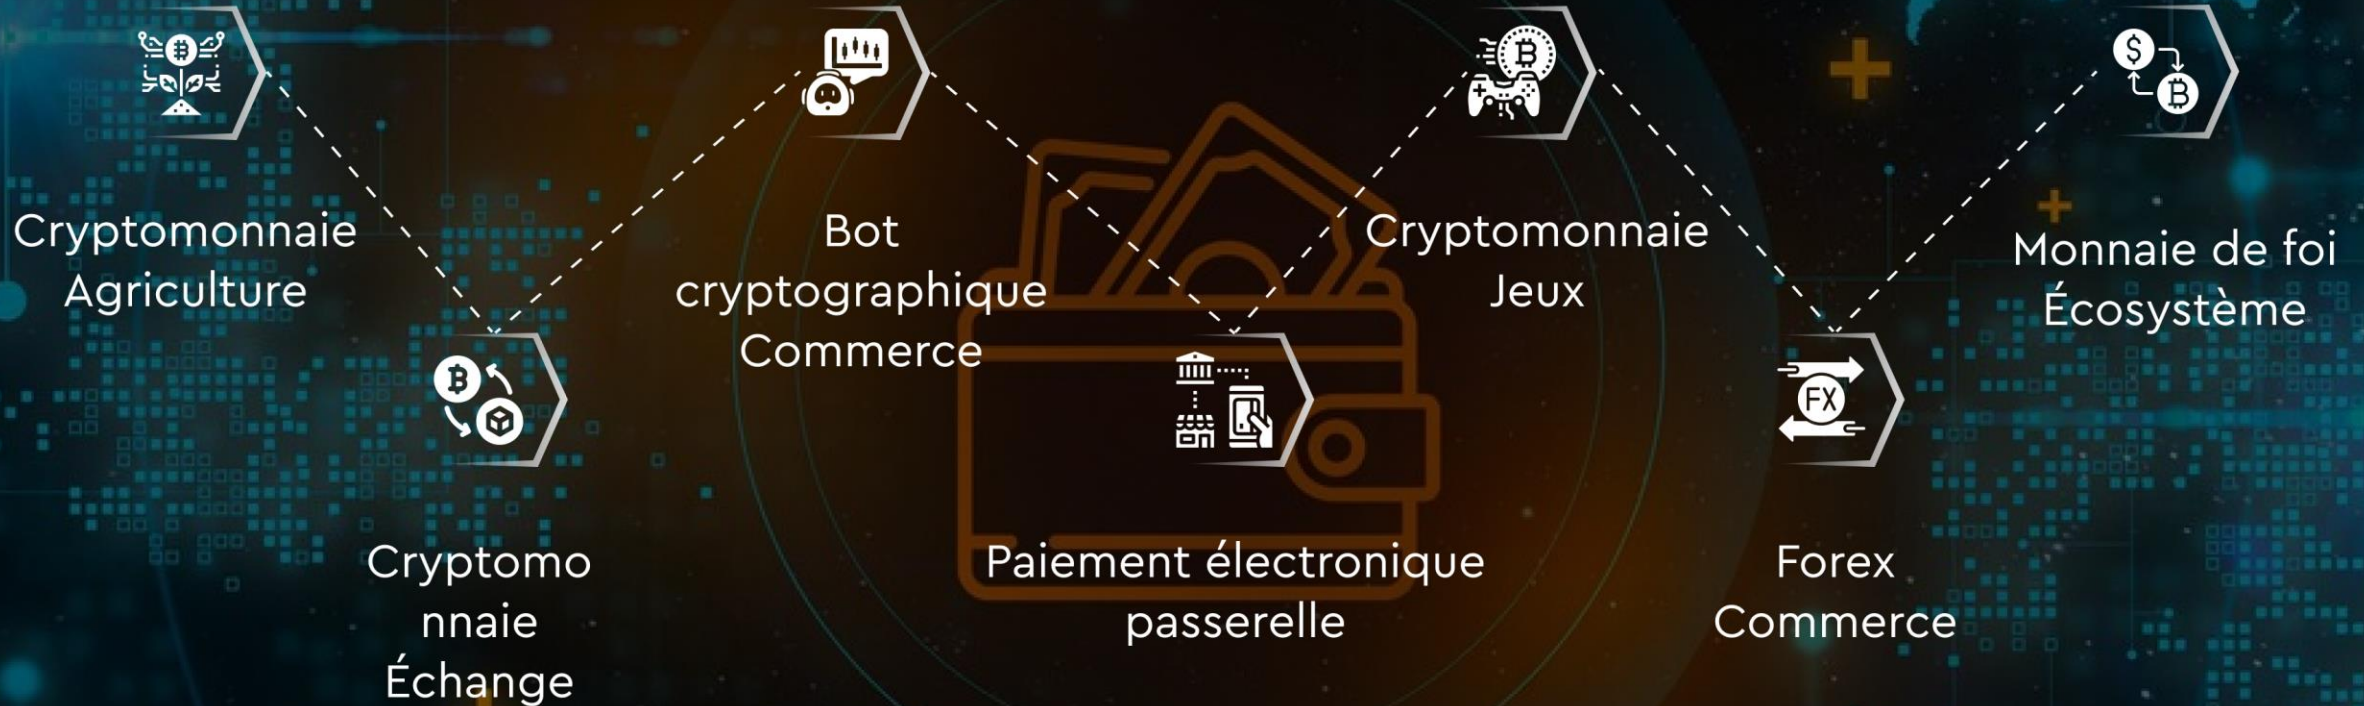 Cryptomonnaie
Agriculture
Cryptomo
nnaie
Échange
Bot
cryptographique
Commerce
Paiement électronique
passerelle
Cryptomonnaie
Jeux
FX
Forex
Commerce
Monnaie de foi
Écosystème